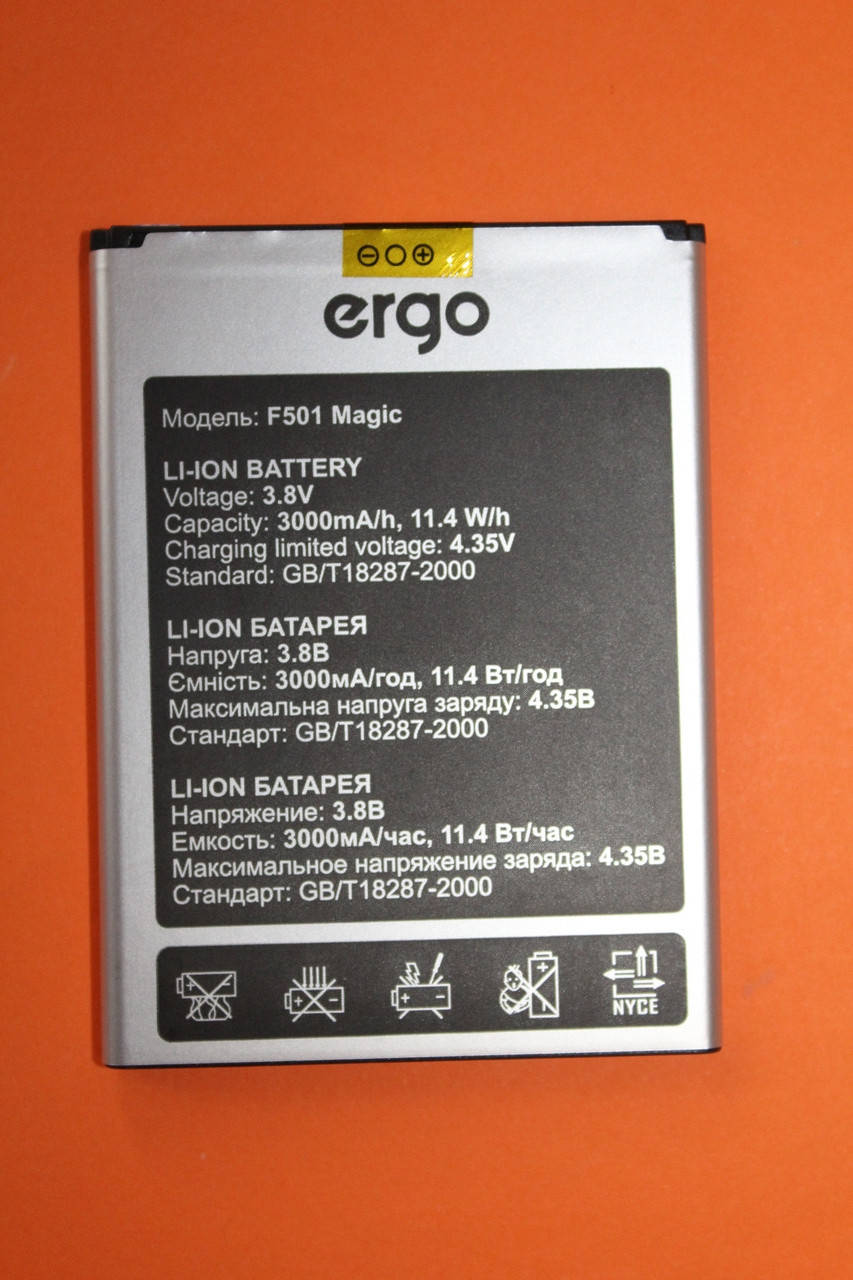 ergo
Модель: F501 Magic
LI-ION BATTERY
Voltage: 3.8V
Capacity: 3000mA/h, 11.4 W/h
Charging limited voltage: 4.35V
Standard: GB/T18287-2000
LI-ION БАТАРЕЯ
Напруга: 3.8В
Ємність: 3000мА/год, 11.4 Вт/год
Максимальна напруга заряду: 4.35В
Стандарт: GB/T18287-2000
LI-ION БАТАРЕЯ
Напряжение: 3.8В
Емкость: 3000мА/час, 11.4 Вт/час
Максимальное напряжение заряда: 4.35В
Стандарт: GB/T18287-2000
NYCE